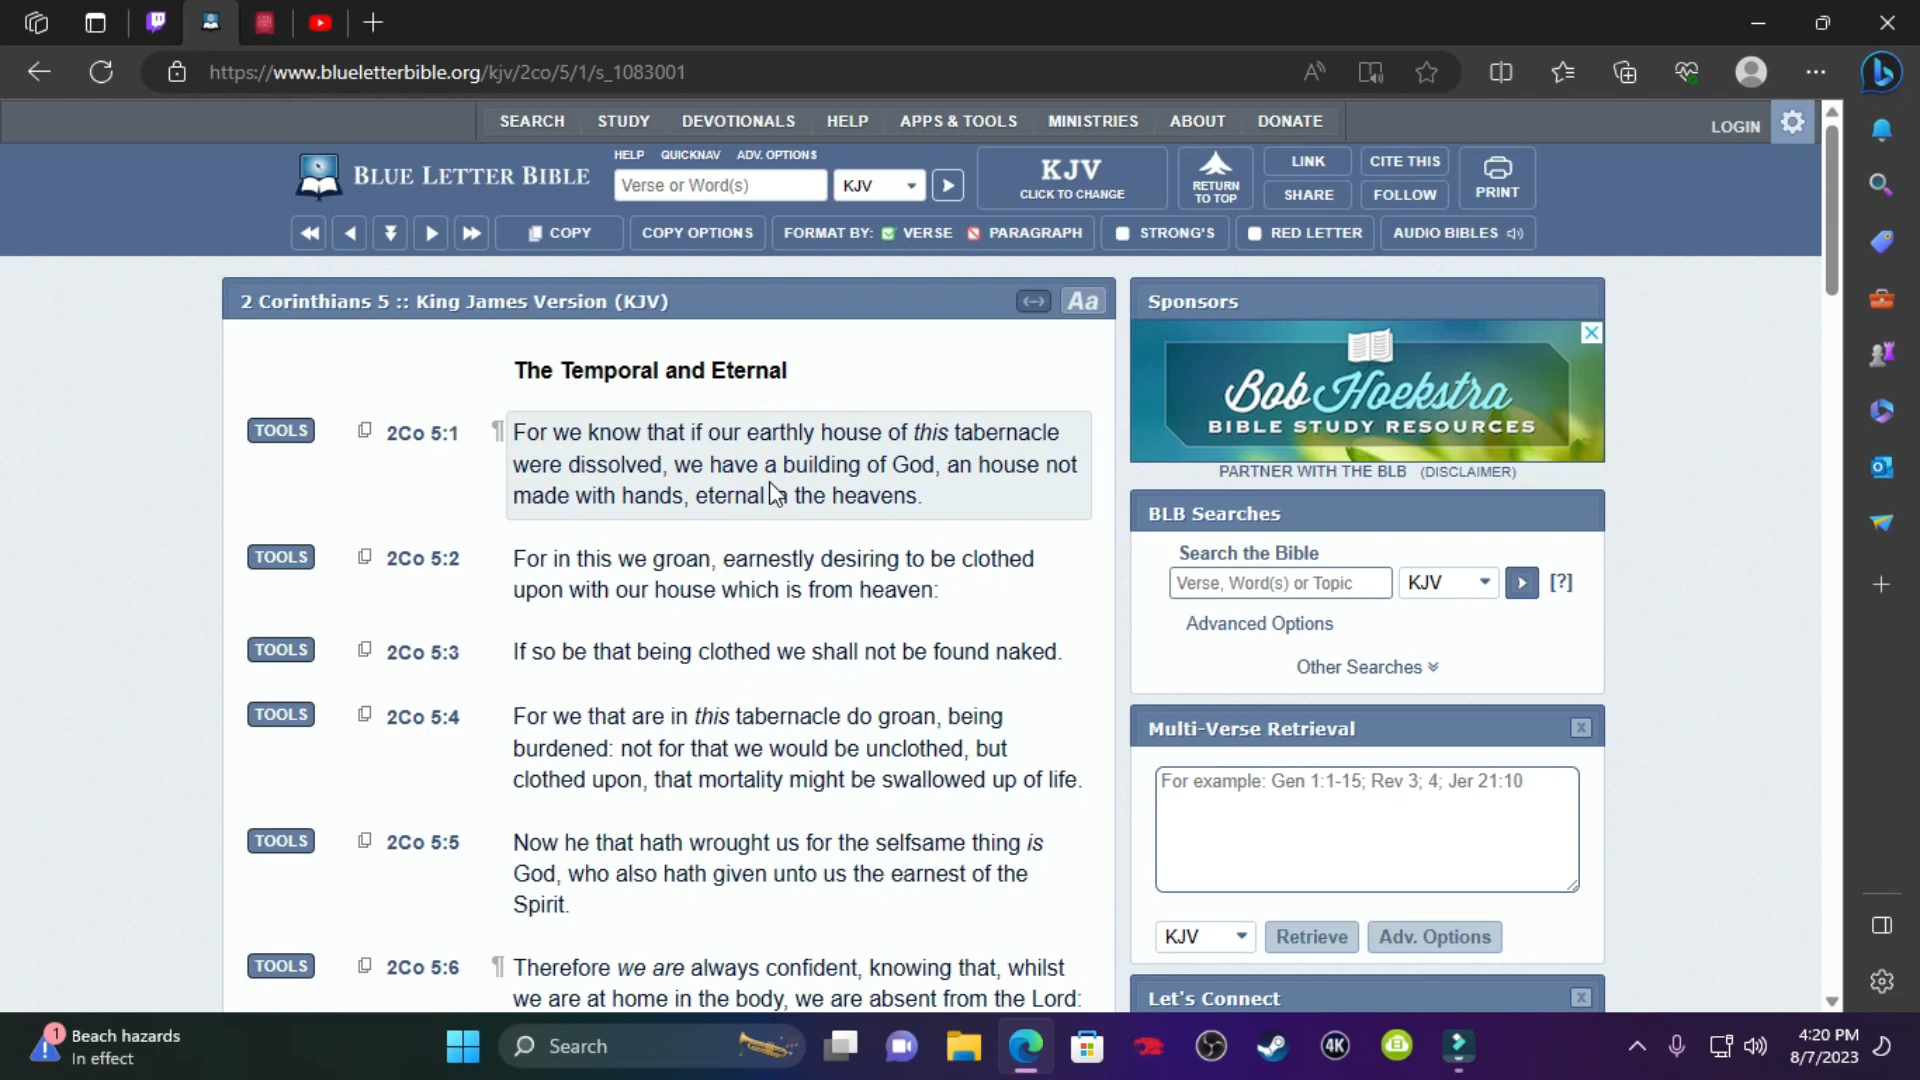 https://www.blueletterbible.org/kjv/2co/5/1/s_1083001
SEARCH STUDY DEVOTIONALS HELP APPS & TOOLS MINISTRIES ABOUT DONATE
LOGIN
BLUE LETTER BIBLE
HELP QUICKNAV ADV. OPTIONS
Verse or Word(s) KJV
KJV
CLICK TO CHANGE
RETURN
TO TOP
LINK CITE THIS
SHARE FOLLOW
PRINT
COPY COPY OPTIONS FORMAT BY: VERSE PARAGRAPH STRONG'S RED LETTER AUDIO BIBLES
2 Corinthians 5 :: King James Version (KJV)
Aa
The Temporal and Eternal
TOOLS 2Co 5:1 ¶ For we know that if our earthly house of this tabernacle
were dissolved, we have a building of God, an house not
made with hands, eternal the heavens.
TOOLS 2Co 5:2 For in this we groan, earnestly desiring to be clothed
upon with our house which is from heaven:
TOOLS 2Co 5:3 If so be that being clothed we shall not be found naked.
TOOLS 2Co 5:4 For we that are in this tabernacle do groan, being
burdened: not for that we would be unclothed, but
clothed upon, that mortality might be swallowed up of life.
TOOLS 2Co 5:5 Now he that hath wrought us for the selfsame thing is
God, who also hath given unto us the earnest of the
Spirit.
TOOLS 2Co 5:6 ¶ Therefore we are always confident, knowing that, whilst
we are at home in the body, we are absent from the Lord:
Sponsors
Bob Hoekstra
BIBLE STUDY RESOURCES
PARTNER WITH THE BLB (DISCLAIMER)
BLB Searches
Search the Bible
Verse, Word(s) or Topic KJV [?]
Advanced Options
Other Searches
Multi-Verse Retrieval x
For example: Gen 1:1-15; Rev 3; 4; Jer 21:10
KJV Retrieve Adv. Options
Let's Connect x
1
Beach hazards
In effect
Search
4K
4:20 PM
8/7/2023